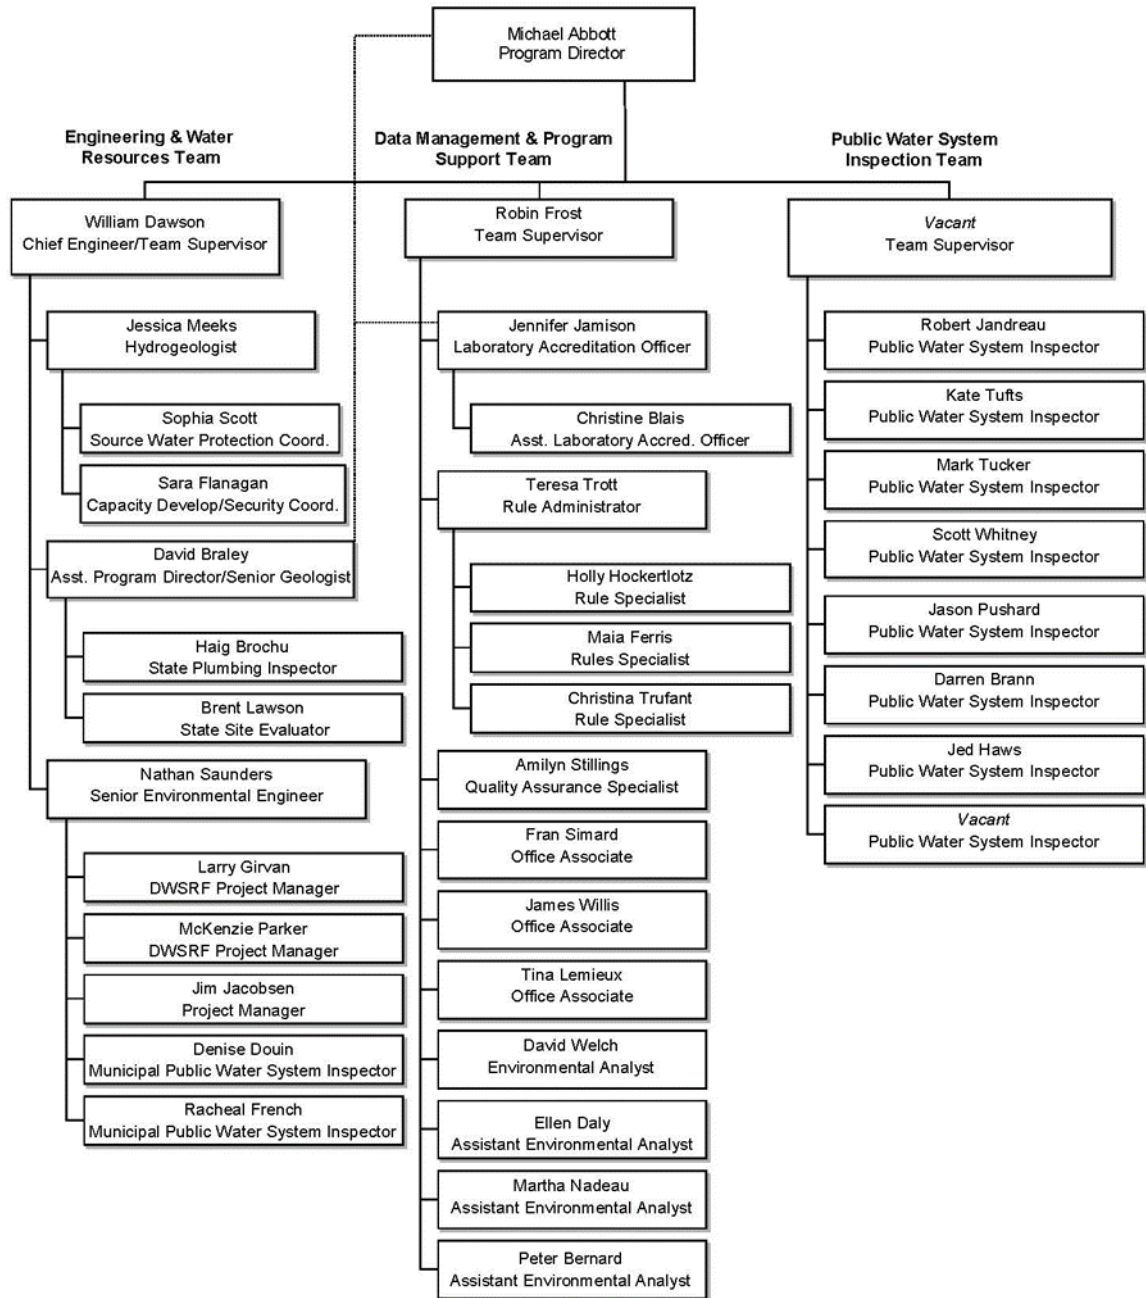 Michael Abbott
Program Director
Engineering & Water
Resources Team
Data Management & Program
Support Team
Public Water System
Inspection Team
William Dawson
Chief Engineer/Team Supervisor
Jessica Meeks
Hydrogeologist
Sophia Scott
Source Water Protection Coord.
Sara Flanagan
Capacity Develop/Security Coord.
David Braley
Asst. Program Director/Senior Geologist
Haig Brochu
State Plumbing Inspector
Brent Lawson
State Site Evaluator
Nathan Saunders
Senior Environmental Engineer
Larry Girvan
DWSRF Project Manager
McKenzie Parker
DWSRF Project Manager
Jim Jacobsen
Project Manager
Denise Douin
Municipal Public Water System Inspector
Racheal French
Municipal Public Water System Inspector
Robin Frost
Team Supervisor
Jennifer Jamison
Laboratory Accreditation Officer
Christine Blais
Asst. Laboratory Accred. Officer
Teresa Trott
Rule Administrator
Holly Hockertlotz
Rule Specialist
Maia Ferris
Rules Specialist
Christina Trufant
Rule Specialist
Amilyn Stillings
Quality Assurance Specialist
Fran Simard
Office Associate
James Willis
Office Associate
Tina Lemieux
Office Associate
David Welch
Environmental Analyst
Ellen Daly
Assistant Environmental Analyst
Martha Nadeau
Assistant Environmental Analyst
Peter Bernard
Assistant Environmental Analyst
Vacant
Team Supervisor
Robert Jandreau
Public Water System Inspector
Kate Tufts
Public Water System Inspector
Mark Tucker
Public Water System Inspector
Scott Whitney
Public Water System Inspector
Jason Pushard
Public Water System Inspector
Darren Brann
Public Water System Inspector
Jed Haws
Public Water System Inspector
Vacant
Public Water System Inspector